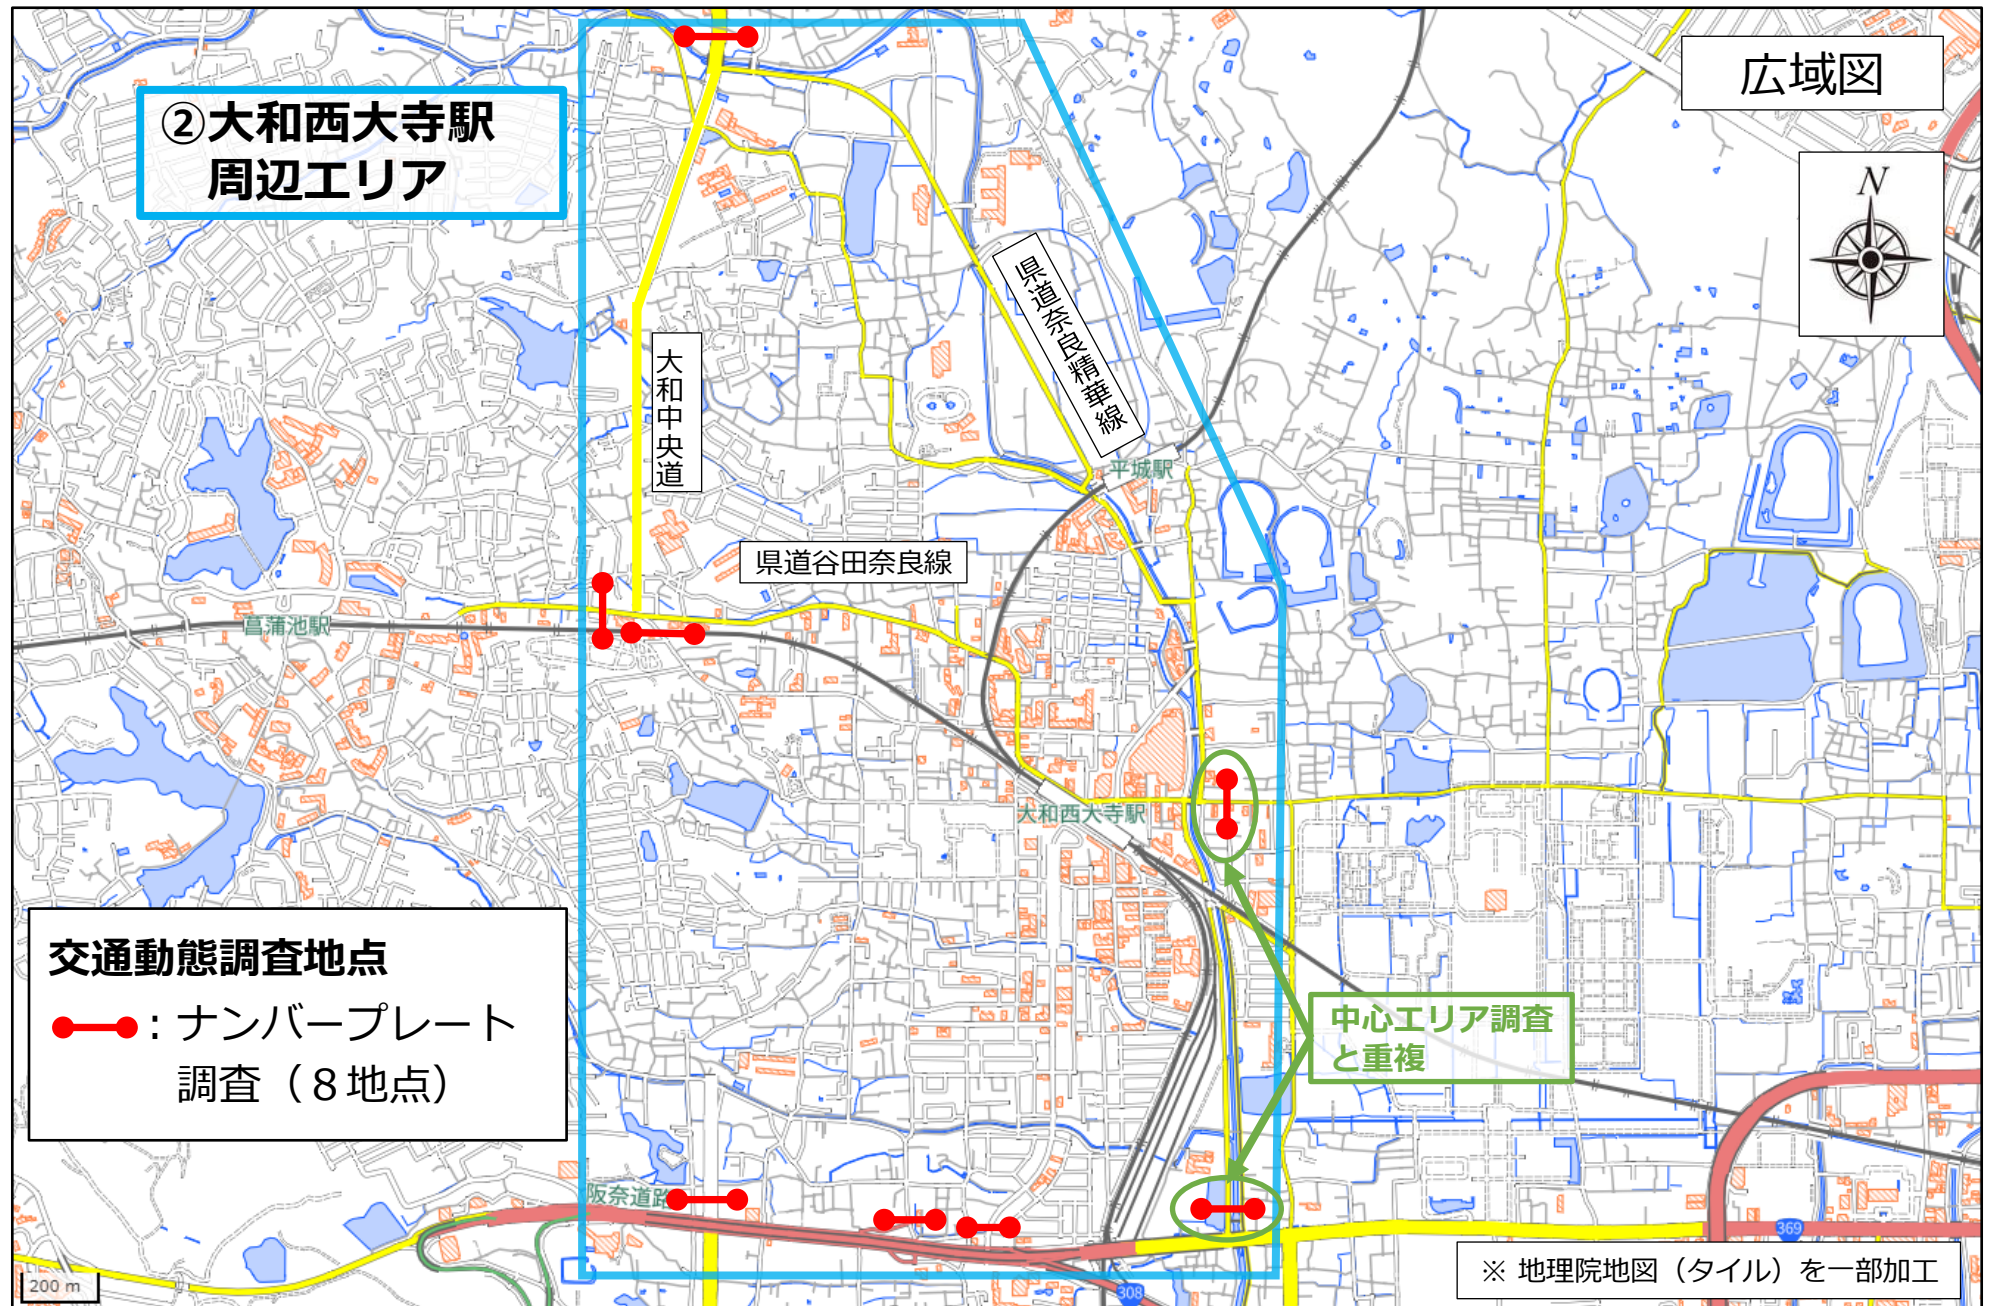 広域図
②大和西大寺駅
周辺エリア
N
県道奈良精華線
大和中央道
平城駅
県道谷田奈良線
菖蒲池駅
大和西大寺駅
交通動態調査地点
：ナンバープレート
調査（８地点）
中心エリア調査
と重複
阪奈道路
369
※ 地理院地図（タイル）を一部加工
200 m
308